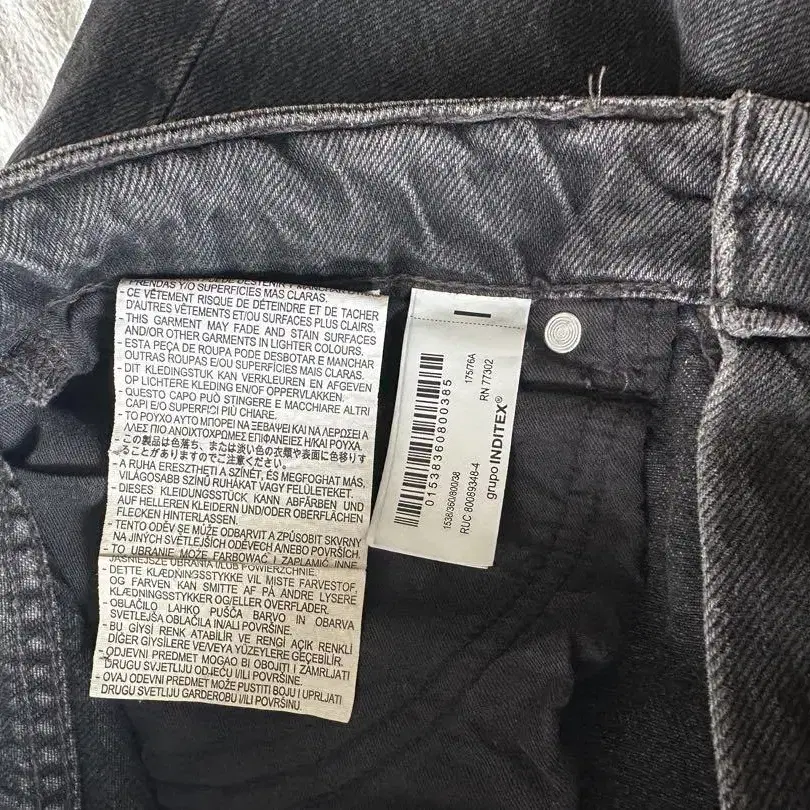 PRENDAS Y/O SUPERFICIES MÁS CLARAS.
- CE VÊTEMENT RISQUE DE DÉTEINDRE ET DE TACHER
D'AUTRES VÊTEMENTS ET/OU SURFACES PLUS CLAIRS.
- THIS GARMENT MAY FADE AND STAIN SURFACES
AND/OR OTHER GARMENTS IN LIGHTER COLOURS.
- ESTA PEÇA DE ROUPA PODE DESBOTAR E MANCHAR
OUTRAS ROUPAS E/OU SUPERFÍCIES MAIS CLARAS.
- DIT KLEDINGSTUK KAN VERKLEUREN EN AFGEVEN
OP LICHTERE KLEDING EN/OF OPPERVLAKKEN.
- QUESTO CAPO PUÒ STINGERE E MACCHIARE ALTRI
CAPI E/O SUPERFICI PIÙ CHIARE.
- ΤΟ ΡΟΥΧΟ ΑΥΤΟ ΜΠΟΡΕΙ ΝΑ ΞΕΒΑΨΕΙ ΚΑΙ ΝΑ ΛΕΡΩΣΕΙ Α
ΛΛΕΣ ΠΙΟ ΑΝΟΙΧΤΟΧΡΩΜΕΣ ΕΠΙΦΑΝΕΙΕΣ Η/ΚΑΙ ΡΟΥΧΑ.
- この製品は色落ち、または淡い色の衣類や表面に色移りす
ることがありますのでご注意ください。
- A RUHA ERESZTHETI A SZÍNÉT, ÉS MEGFOGHAT MÁS,
VILÁGOSABB SZÍNŰ RUHÁKAT VAGY FELÜLETEKET.
- DIESES KLEIDUNGSSTÜCK KANN ABFÄRBEN UND
AUF HELLEREN KLEIDERN UND/ODER OBERFLÄCHEN
FLECKEN HINTERLASSEN.
- TENTO ODĚV SE MŮŽE ODBARVIT A ZPŮSOBIT SKVRNY
NA JINÝCH SVĚTLEJŠÍCH ODĚVECH A/NEBO POVRŠÍCH.
- TO UBRANIE MOŻE FARBOWAĆ I ZAPLAMIĆ INNE
JAŚNIEJSZE UBRANIA I/LUB POWIERZCHNIE.
- DETTE KLÆDNINGSSTYKKE VIL MISTE FARVESTOF,
OG FARVEN KAN SMITTE AF PÅ ANDRE LYSERE
KLÆDNINGSSTYKKER OG/ELLER OVERFLADER.
- OBLAČILO LAHKO PUŠČA BARVO IN OBARVA
SVETLEJŠA OBLAČILA IN/ALI POVRŠINE.
- BU GİYSİ RENK ATABİLİR VE RENGİ AÇIK RENKLİ
DİĞER GİYSİLERE VE/VEYA YÜZEYLERE GEÇEBİLİR.
- ODJEVNI PREDMET MOGAO BI OBOJITI I ZAMRLJATI
DRUGU SVJETLIJU ODJEĆU I/ILI POVRŠINU.
- OVAJ ODEVNI PREDMET MOŽE PUSTITI BOJU I UPRLJATI
DRUGU SVETLIJU GARDEROBU I/ILI POVRŠINU.
01538360800385
1538/360/800/38
RUC 80089348-4
grupo INDITEX®
175/76A
RN 77302